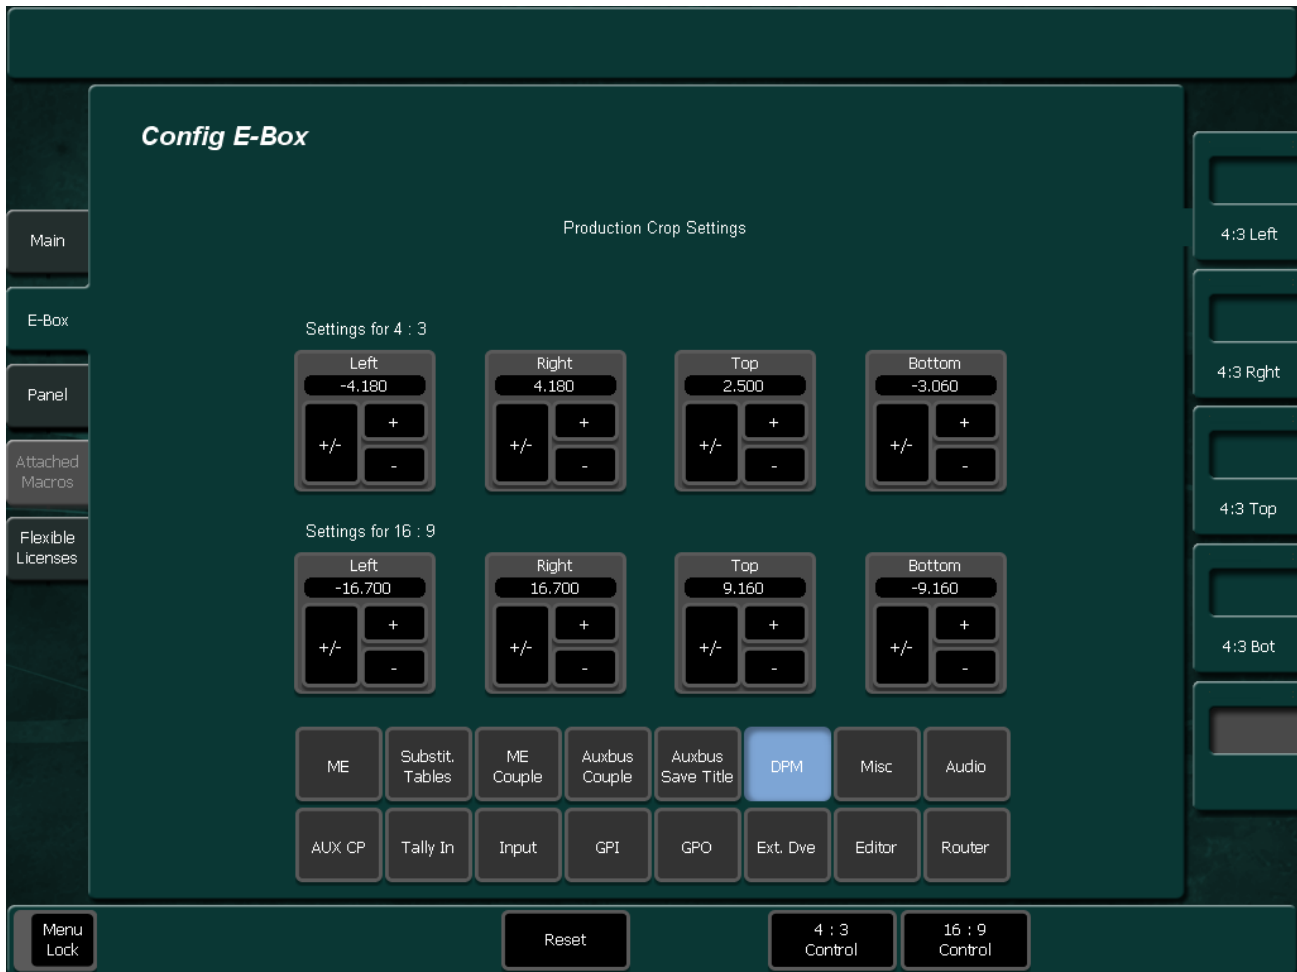 Config E-Box
Production Crop Settings
Main
E-Box
Panel
Attached
Macros
Flexible
Licenses
Settings for 4 : 3
Left
-4.180
+/-
+
-
Right
4.180
+/-
+
-
Top
2.500
+/-
+
-
Bottom
-3.060
+/-
+
-
Settings for 16 : 9
Left
-16.700
+/-
+
-
Right
16.700
+/-
+
-
Top
9.160
+/-
+
-
Bottom
-9.160
+/-
+
-
ME
Substit.
Tables
ME
Couple
Auxbus
Couple
Auxbus
Save Title
DPM
Misc
Audio
AUX CP
Tally In
Input
GPI
GPO
Ext. Dve
Editor
Router
4:3 Left
4:3 Rght
4:3 Top
4:3 Bot
Menu
Lock
Reset
4 : 3
Control
16 : 9
Control